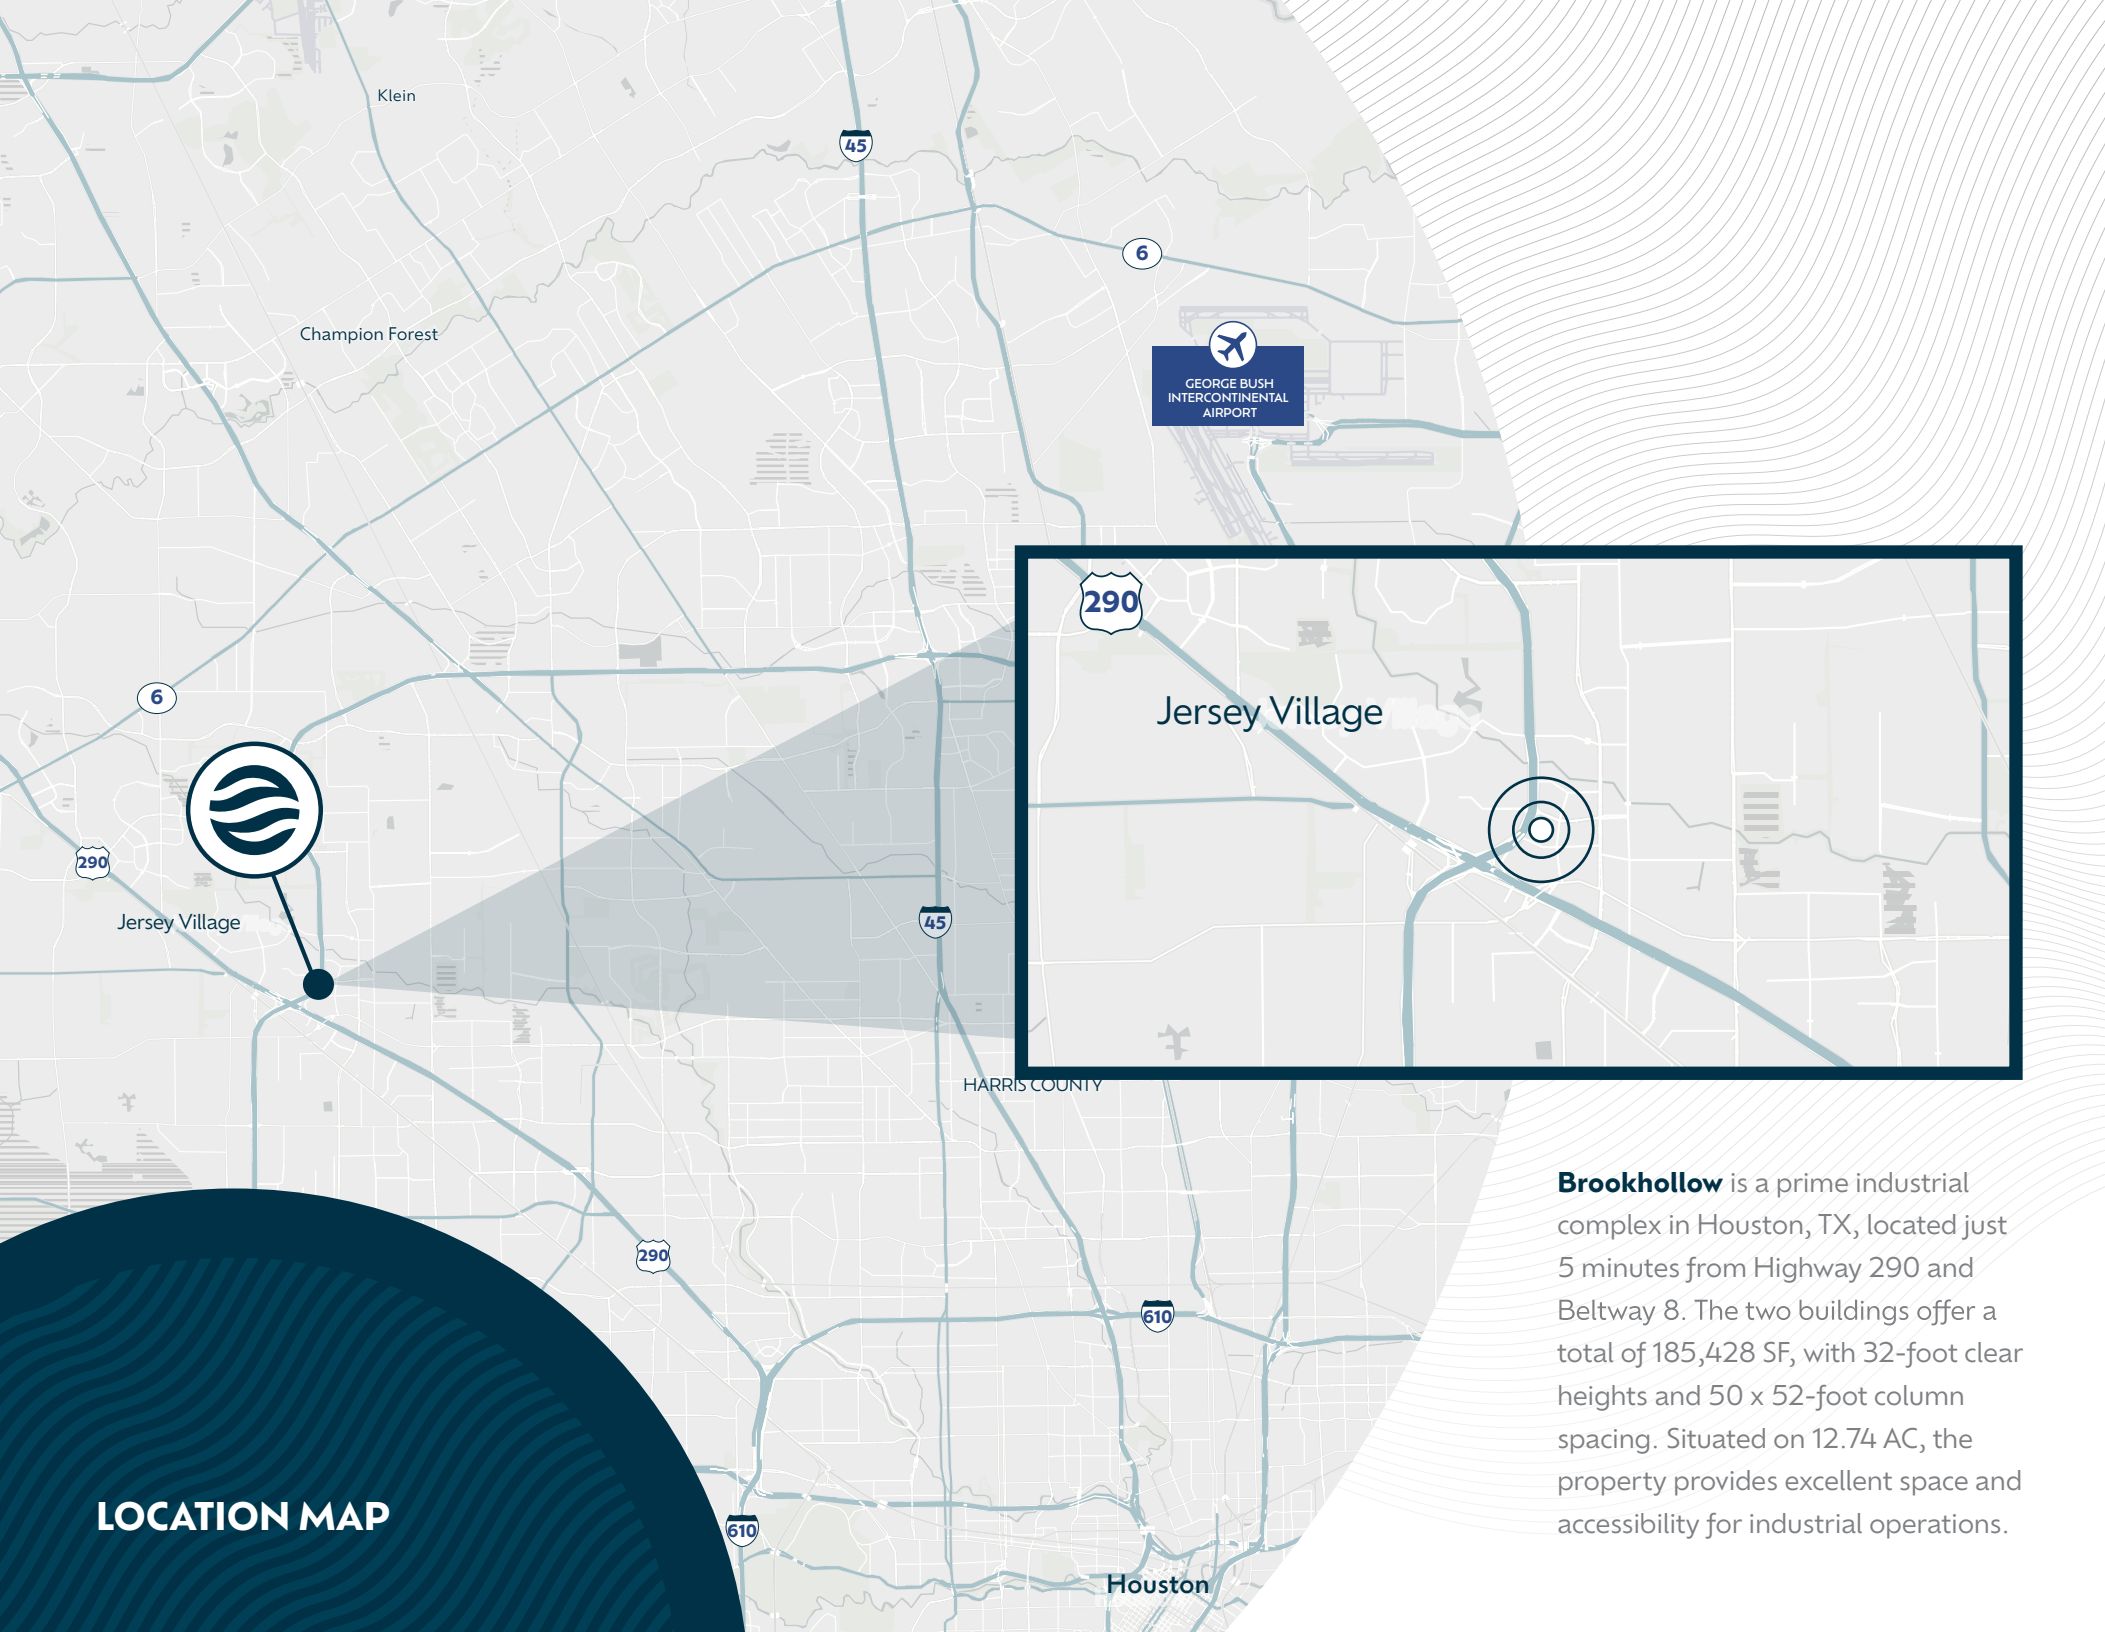 Klein
45
6
Champion Forest
GEORGE BUSH
INTERCONTINENTAL
AIRPORT
290
Jersey Village
6
290
Jersey Village
45
HARRIS COUNTY
Brookhollow is a prime industrial
complex in Houston, TX, located just
5 minutes from Highway 290 and
Beltway 8. The two buildings offer a
total of 185,428 SF, with 32-foot clear
heights and 50 x 52-foot column
spacing. Situated on 12.74 AC, the
property provides excellent space and
accessibility for industrial operations.
290
610
LOCATION MAP
610
Houston